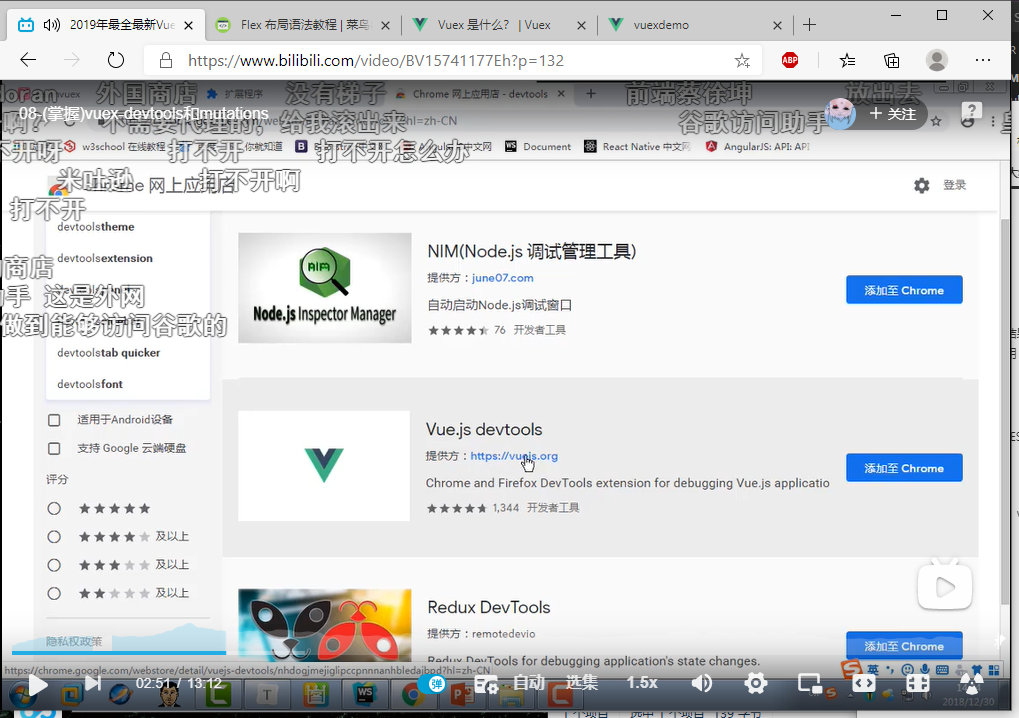 2019年最全最新Vue
Flex 布局语法教程 | 菜鸟
Vuex 是什么? | Vuex
vuexdemo
https://www.bilibili.com/video/BV15741177Eh?p=132
ABP
外国商店
扩展程序
没有梯子
Chrome 网上应用店 - devtools
前端蔡徐坤
放出去
08-(掌握)vuex-devtools和mutations
不需要代理的，给我滚出来
hl=zh-CN
谷歌访问助手
+ 关注
不开呀
w3school 在线教程
打不开
你就知道
打不开怎么办
中文网
Document
React Native 中文网
AngularJS: API: API
米吐逊
打不开啊
网上应用店
登录
打不开
devtoolstheme
devtoolsextension
商店
手 这是外网
做到能够访问谷歌的
devtoolstab quicker
devtoolsfont
适用于Android设备
支持 Google 云端硬盘
评分
及以上
及以上
及以上
隐私权政策
NIM
Node.js Inspector Manager
NIM(Node.js 调试管理工具)
提供方：june07.com
自动启动Node.js调试窗口
76 开发者工具
添加至 Chrome
Vue.js devtools
提供方：https://vuejs.org
Chrome and Firefox DevTools extension for debugging Vue.js applicatio
1,344 开发者工具
添加至 Chrome
Redux DevTools
提供方：remotedevio
Redux DevTools for debugging application's state changes.
添加至 Chrome
https://chrome.google.com/webstore/detail/vuejs-devtools/nhdogjmejiglipccpnnnanhbledajbpd?hl=zh-CN
英
02:51 / 13:12
弹
自动
选集
1.5x
2018/12/30